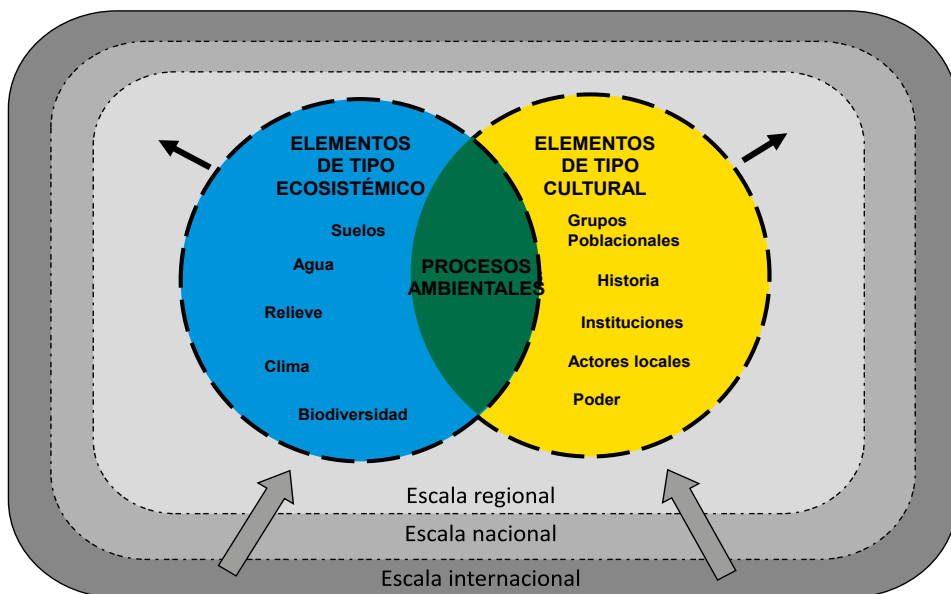 ELEMENTOS
DE TIPO
ECOSISTÉMICO
Suelos
Agua
Relieve
Clima
Biodiversidad
PROCESOS
AMBIENTALES
ELEMENTOS
DE TIPO
CULTURAL
Grupos
Poblacionales
Historia
Instituciones
Actores locales
Poder
Escala regional
Escala nacional
Escala internacional